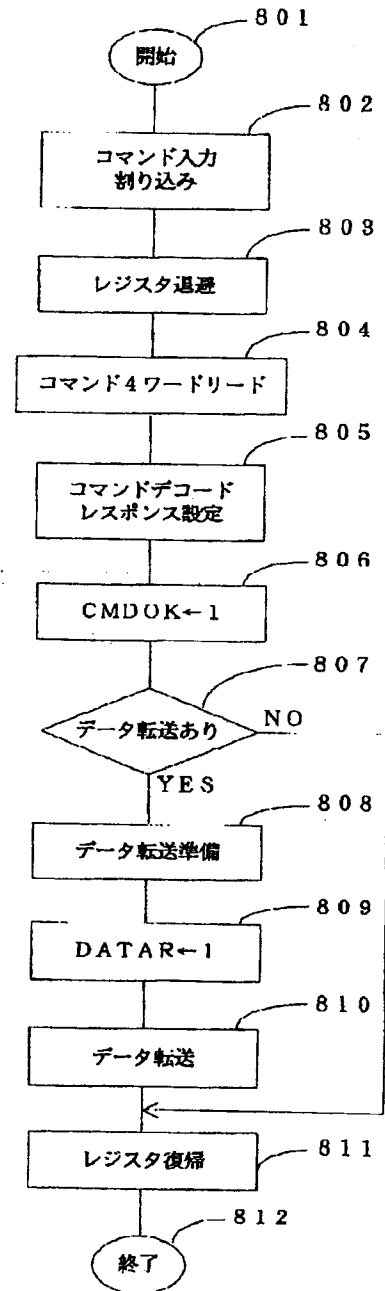 801
開始
802
コマンド入力
割り込み
803
レジスタ退避
804
コマンド4ワードリード
805
コマンドデコード
レスポンス設定
806
CMDOK←1
807
データ転送あり
NO
YES
808
データ転送準備
809
DATAR←1
810
データ転送
レジスタ復帰
811
812
終了